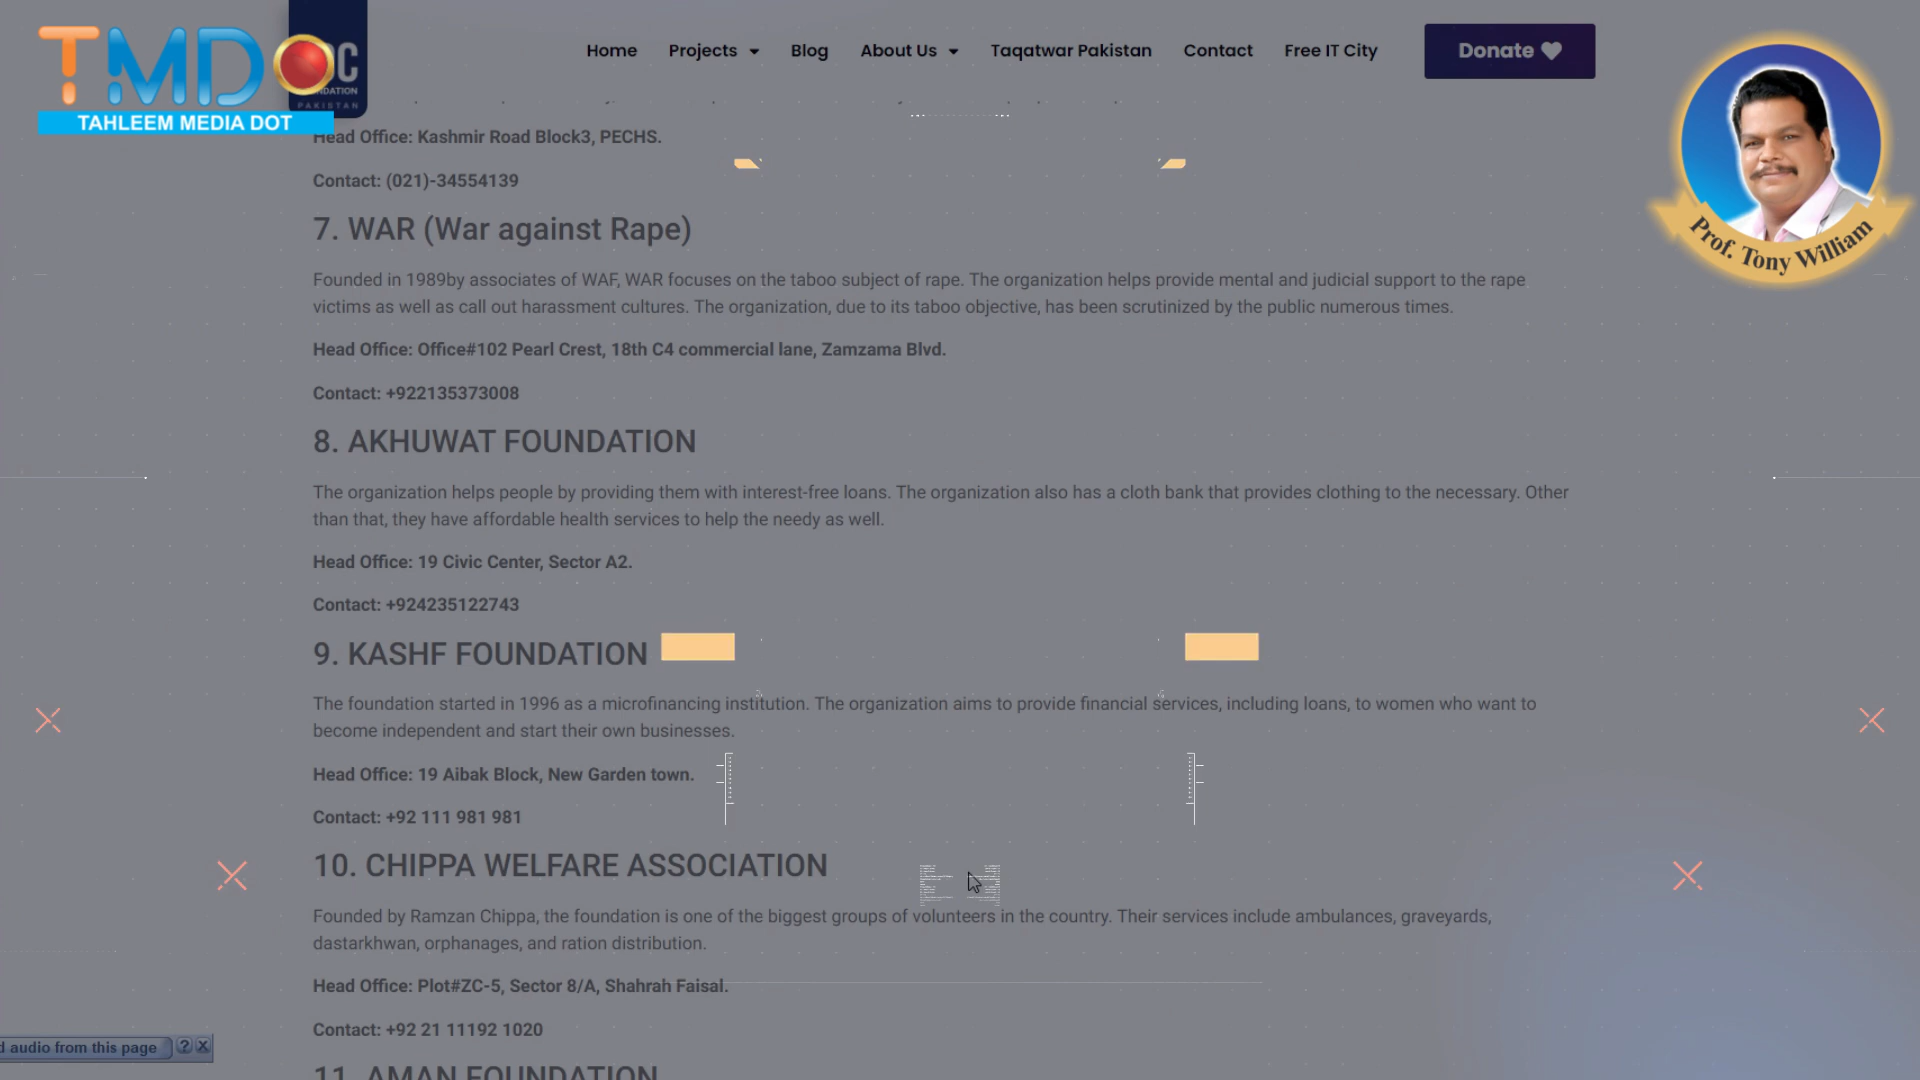 TMD
TAHLEEM MEDIA DOT
C
NDATION
PAKISTAN
Home Projects Blog About Us Taqatwar Pakistan Contact Free IT City Donate
Prof. Tony William
Head Office: Kashmir Road Block3, PECHS.
Contact: (021)-34554139
7. WAR (War against Rape)
Founded in 1989by associates of WAF, WAR focuses on the taboo subject of rape. The organization helps provide mental and judicial support to the rape
victims as well as call out harassment cultures. The organization, due to its taboo objective, has been scrutinized by the public numerous times.
Head Office: Office#102 Pearl Crest, 18th C4 commercial lane, Zamzama Blvd.
Contact: +922135373008
8. AKHUWAT FOUNDATION
The organization helps people by providing them with interest-free loans. The organization also has a cloth bank that provides clothing to the necessary. Other
than that, they have affordable health services to help the needy as well.
Head Office: 19 Civic Center, Sector A2.
Contact: +924235122743
9. KASHF FOUNDATION
The foundation started in 1996 as a microfinancing institution. The organization aims to provide financial services, including loans, to women who want to
become independent and start their own businesses.
Head Office: 19 Aibak Block, New Garden town.
Contact: +92 111 981 981
10. CHIPPA WELFARE ASSOCIATION
Founded by Ramzan Chippa, the foundation is one of the biggest groups of volunteers in the country. Their services include ambulances, graveyards,
dastarkhwan, orphanages, and ration distribution.
Head Office: Plot#ZC-5, Sector 8/A, Shahrah Faisal.
Contact: +92 21 11192 1020
d audio from this page ? X
11. AMAN FOUNDATION